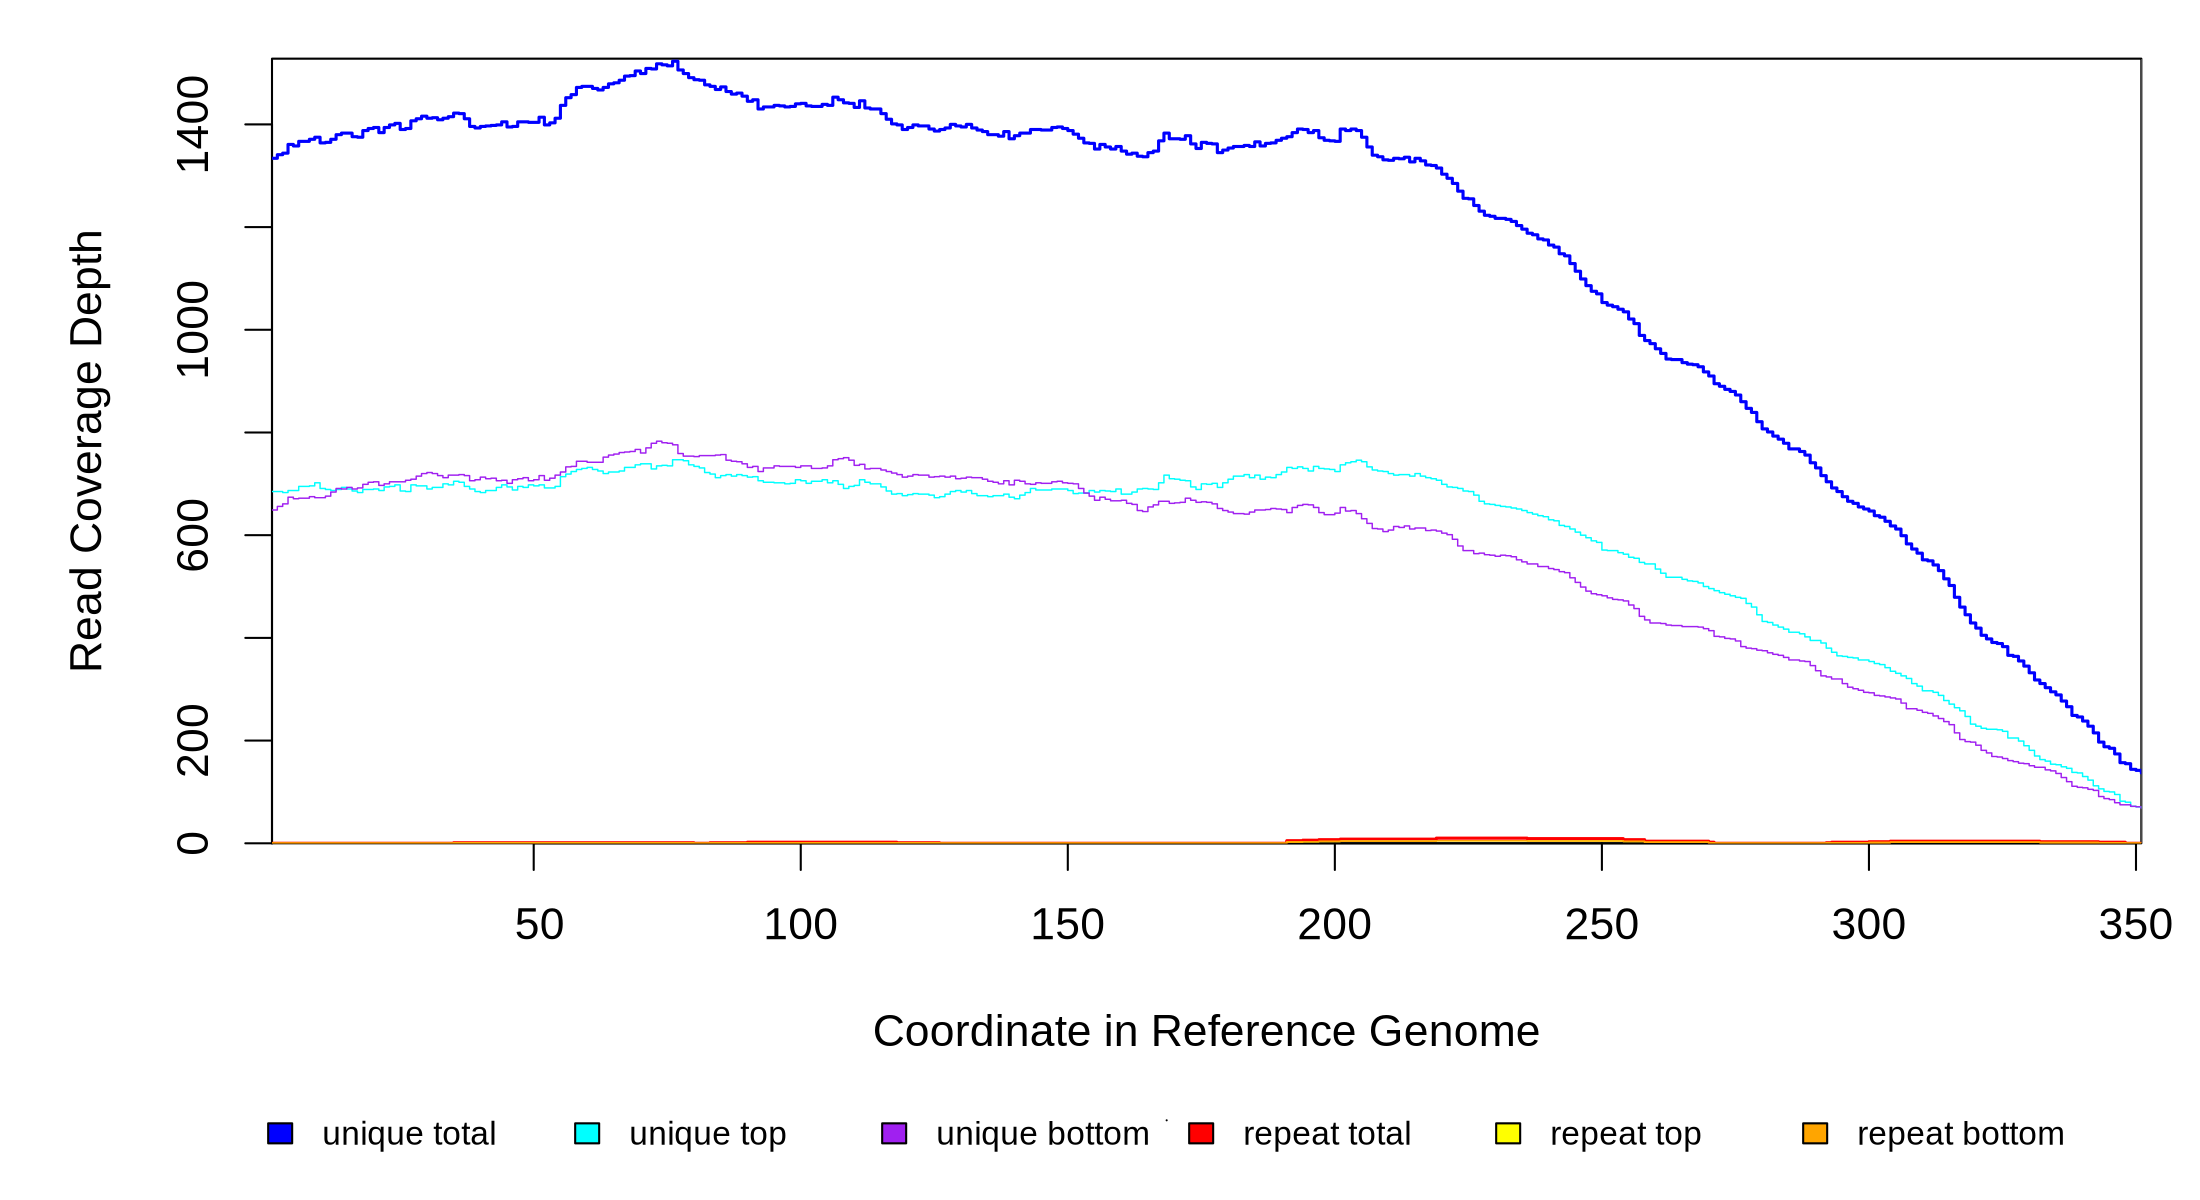 Read Coverage Depth
1400
1000
600
200
0
50 100 150 200 250 300 350
Coordinate in Reference Genome
unique total unique top unique bottom repeat total repeat top repeat bottom